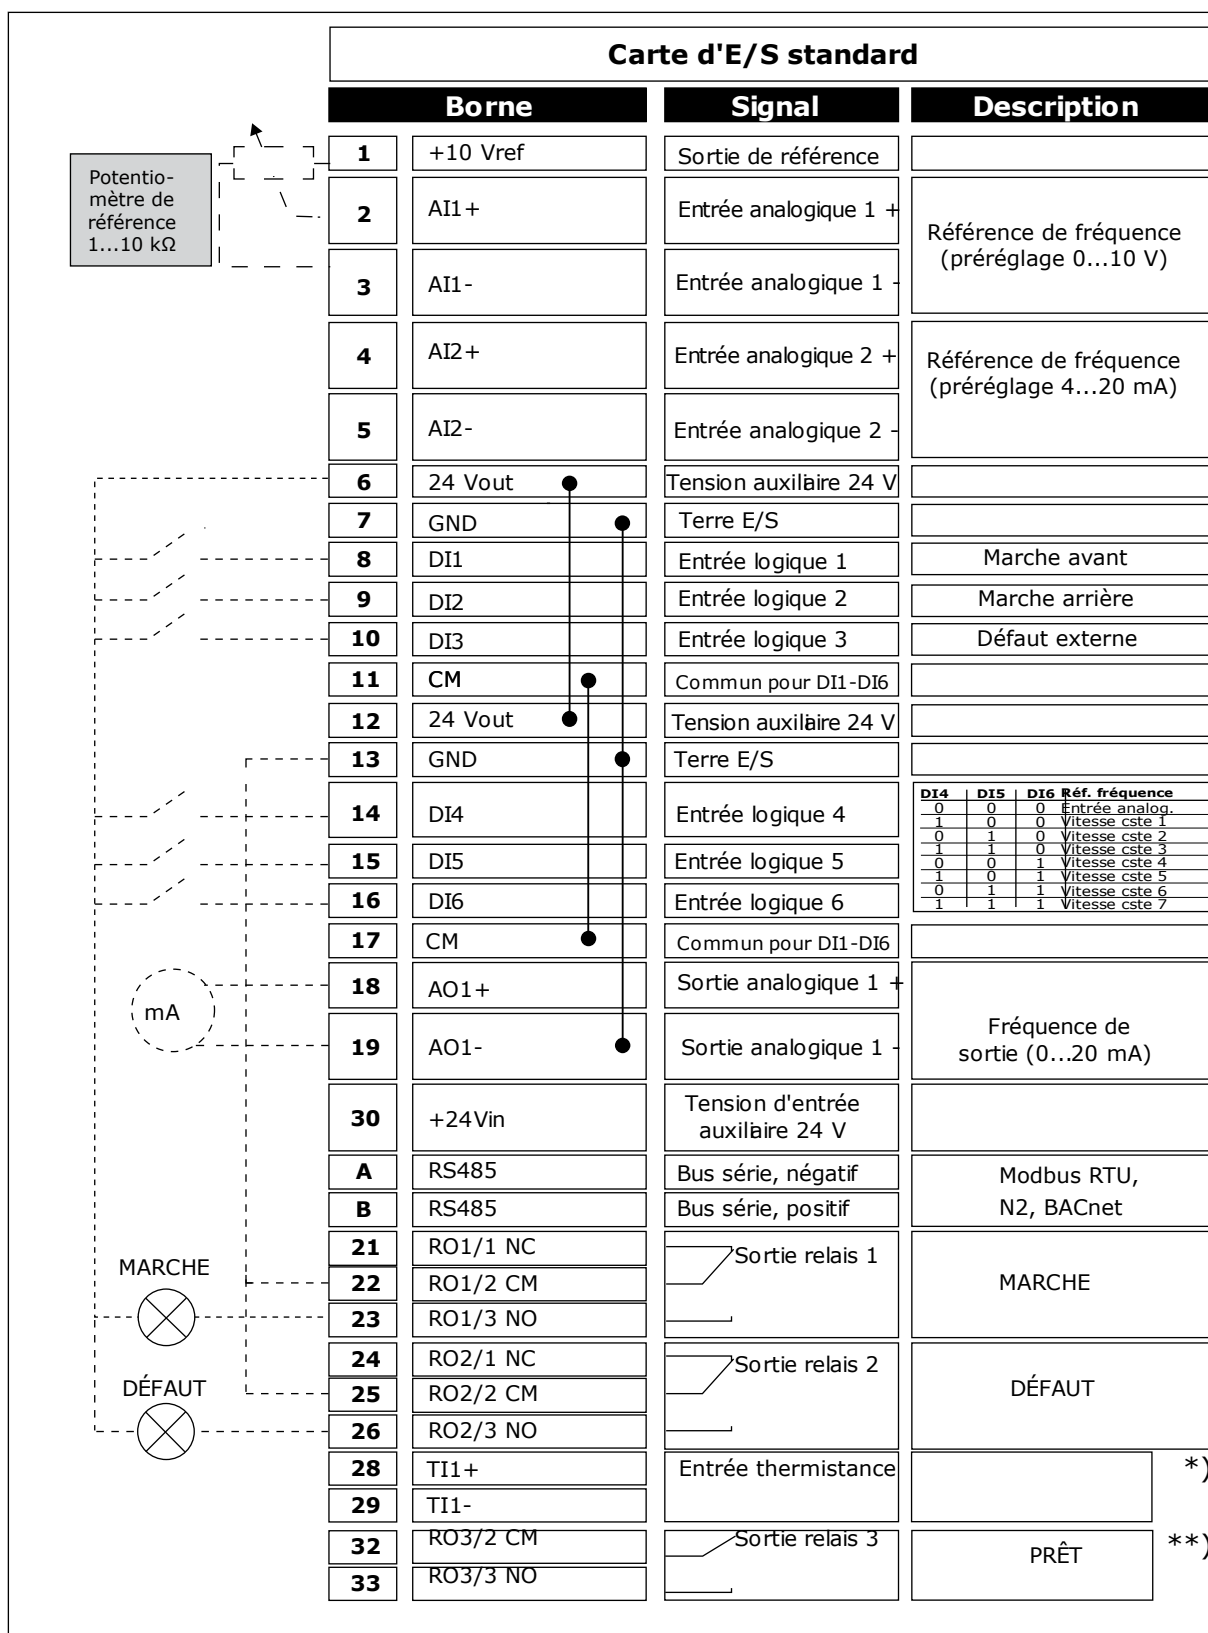 Carte d'E/S standard
Borne Signal Description
Potentio-
mètre de
référence
1...10 kΩ
1 +10 Vref Sortie de référence
2 AI1+ Entrée analogique 1 +
Référence de fréquence
(préréglage 0...10 V)
3 AI1- Entrée analogique 1 -
4 AI2+ Entrée analogique 2 +
Référence de fréquence
(préréglage 4...20 mA)
5 AI2- Entrée analogique 2 -
6 24 Vout Tension auxiliaire 24 V
7 GND Terre E/S
8 DI1 Entrée logique 1 Marche avant
9 DI2 Entrée logique 2 Marche arrière
10 DI3 Entrée logique 3 Défaut externe
11 CM Commun pour DI1-DI6
12 24 Vout Tension auxiliaire 24 V
13 GND Terre E/S
14 DI4 Entrée logique 4
DI4 DI5 DI6 Réf. fréquence
0 0 0 Entrée analog.
1 0 0 Vitesse cste 1
0 1 0 Vitesse cste 2
1 1 0 Vitesse cste 3
0 0 1 Vitesse cste 4
1 0 1 Vitesse cste 5
0 1 1 Vitesse cste 6
1 1 1 Vitesse cste 7
15 DI5 Entrée logique 5
16 DI6 Entrée logique 6
17 CM Commun pour DI1-DI6
mA
18 AO1+ Sortie analogique 1 +
Fréquence de
sortie (0...20 mA)
19 AO1- Sortie analogique 1 -
30 +24Vin Tension d'entrée
auxiliaire 24 V
A RS485 Bus série, négatif Modbus RTU,
B RS485 Bus série, positif N2, BACnet
21 RO1/1 NC Sortie relais 1
MARCHE
22 RO1/2 CM MARCHE
23 RO1/3 NO
24 RO2/1 NC Sortie relais 2
DÉFAUT
25 RO2/2 CM DÉFAUT
26 RO2/3 NO
28 TI1+ Entrée thermistance *)
29 TI1-
32 RO3/2 CM Sortie relais 3 PRÊT **)
33 RO3/3 NO